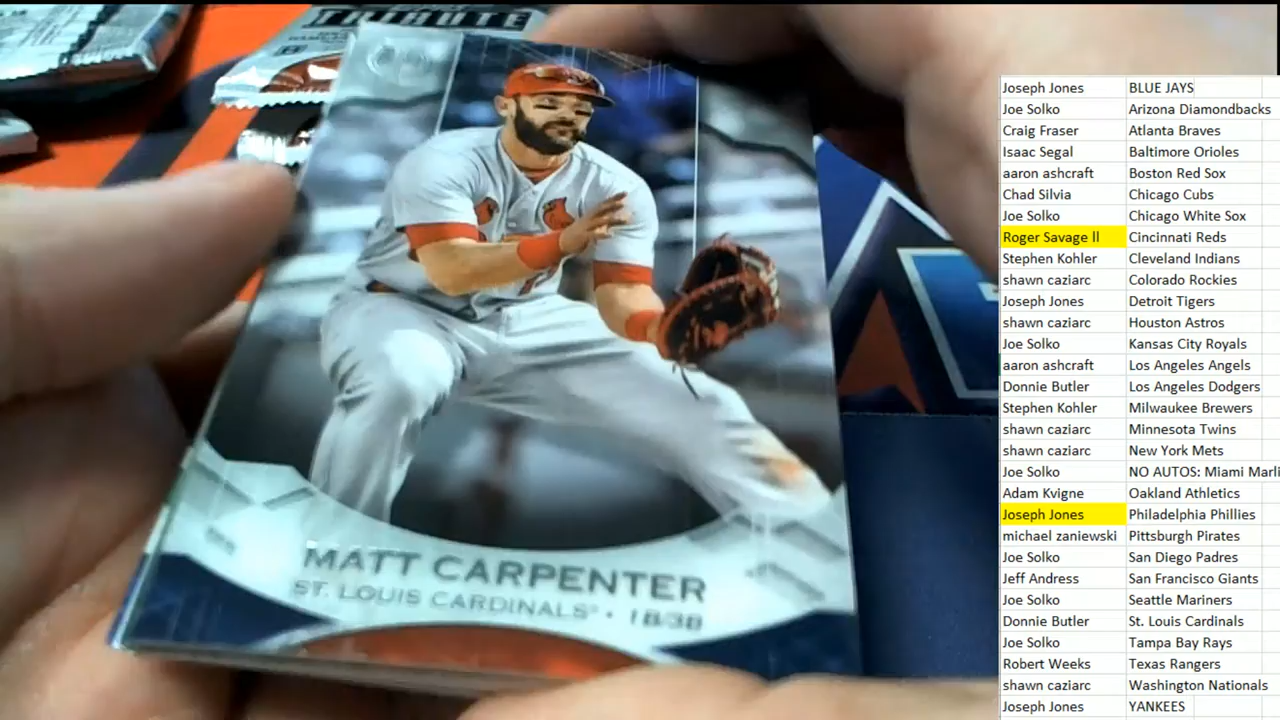 TRIBUTE
MATT CARPENTER
ST. LOUIS CARDINALS • 1B/3B
Joseph Jones BLUE JAYS
Joe Solko Arizona Diamondbacks
Craig Fraser Atlanta Braves
Isaac Segal Baltimore Orioles
aaron ashcraft Boston Red Sox
Chad Silvia Chicago Cubs
Joe Solko Chicago White Sox
Roger Savage ll Cincinnati Reds
Stephen Kohler Cleveland Indians
shawn caziarc Colorado Rockies
Joseph Jones Detroit Tigers
shawn caziarc Houston Astros
Joe Solko Kansas City Royals
aaron ashcraft Los Angeles Angels
Donnie Butler Los Angeles Dodgers
Stephen Kohler Milwaukee Brewers
shawn caziarc Minnesota Twins
shawn caziarc New York Mets
Joe Solko NO AUTOS: Miami Marli
Adam Kvigne Oakland Athletics
Joseph Jones Philadelphia Phillies
michael zaniewski Pittsburgh Pirates
Joe Solko San Diego Padres
Jeff Andress San Francisco Giants
Joe Solko Seattle Mariners
Donnie Butler St. Louis Cardinals
Joe Solko Tampa Bay Rays
Robert Weeks Texas Rangers
shawn caziarc Washington Nationals
Joseph Jones YANKEES